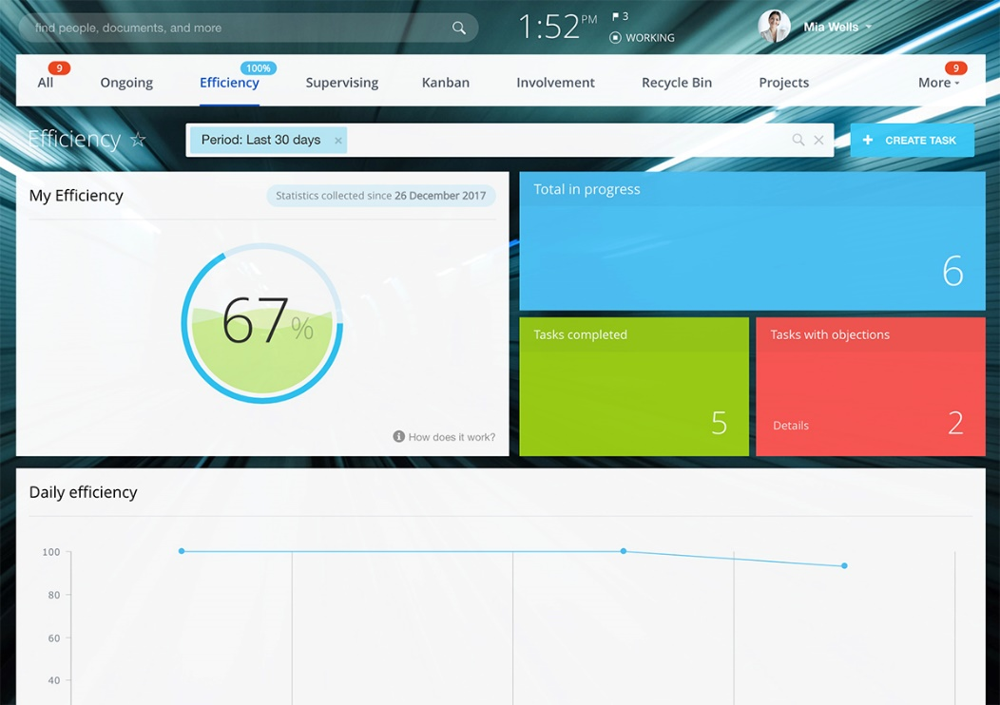 find people, documents, and more
1:52 PM
3
WORKING
Mia Wells
9
100%
9
All
Ongoing
Efficiency
Supervising
Kanban
Involvement
Recycle Bin
Projects
More
Efficiency
Period: Last 30 days
+ CREATE TASK
My Efficiency
Statistics collected since 26 December 2017
67%
How does it work?
Total in progress
6
Tasks completed
5
Tasks with objections
Details
2
Daily efficiency
100
80
60
40